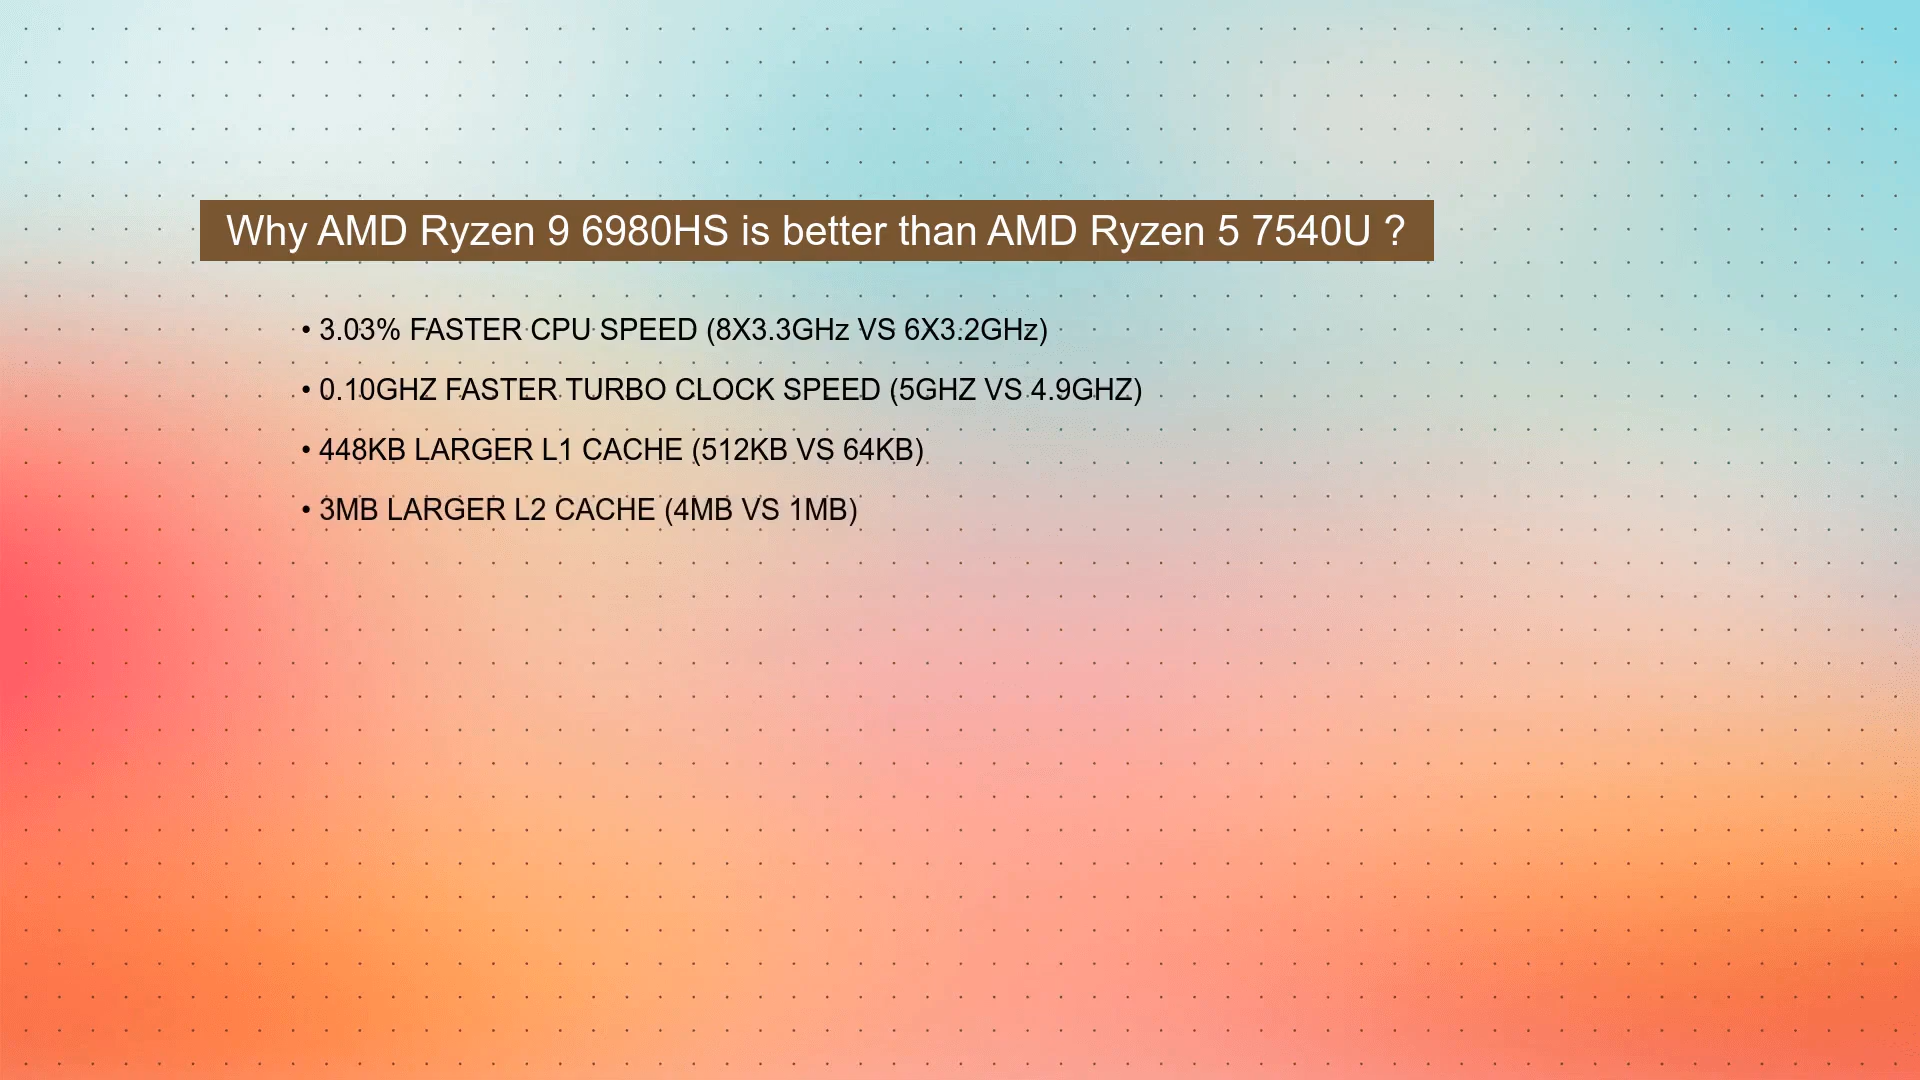 Why AMD Ryzen 9 6980HS is better than AMD Ryzen 5 7540U ?
• 3.03% FASTER CPU SPEED (8X3.3GHz VS 6X3.2GHz)
• 0.10GHZ FASTER TURBO CLOCK SPEED (5GHZ VS 4.9GHZ)
• 448KB LARGER L1 CACHE (512KB VS 64KB)
• 3MB LARGER L2 CACHE (4MB VS 1MB)